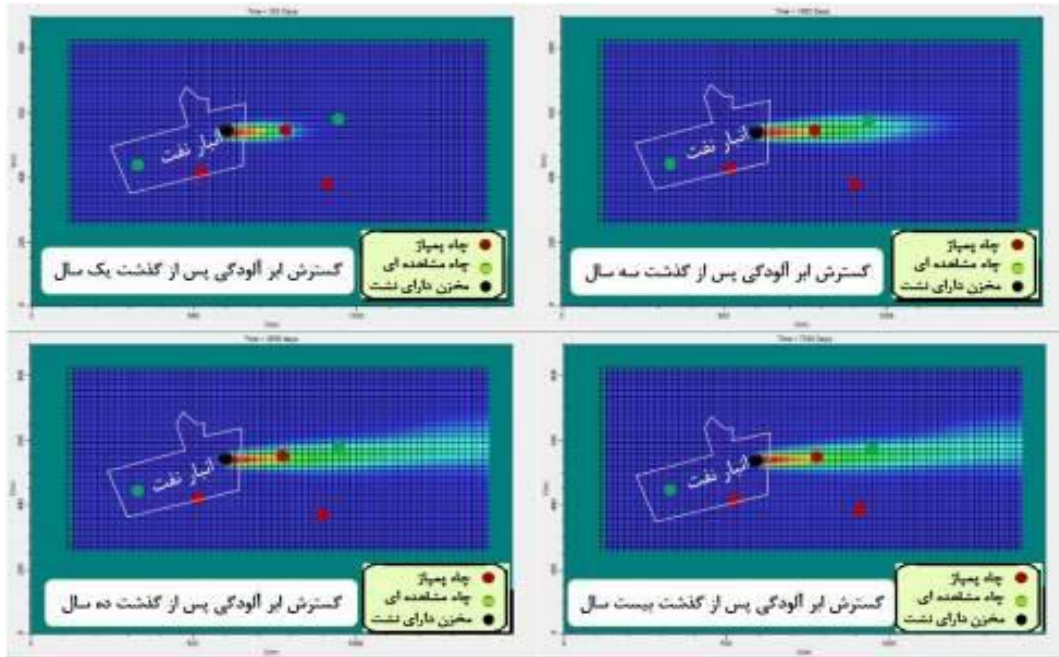 انبار نفت
چاه پمپاژ
چاه مشاهده ای
مخزن دارای نشت
گسترش ابر آلودگی پس از گذشت یک سال
انبار نفت
چاه پمپاژ
چاه مشاهده ای
مخزن دارای نشت
گسترش ابر آلودگی پس از گذشت سه سال
انبار نفت
چاه پمپاژ
چاه مشاهده ای
مخزن دارای نشت
گسترش ابر آلودگی پس از گذشت ده سال
انبار نفت
چاه پمپاژ
چاه مشاهده ای
مخزن دارای نشت
گسترش ابر آلودگی پس از گذشت بیست سال